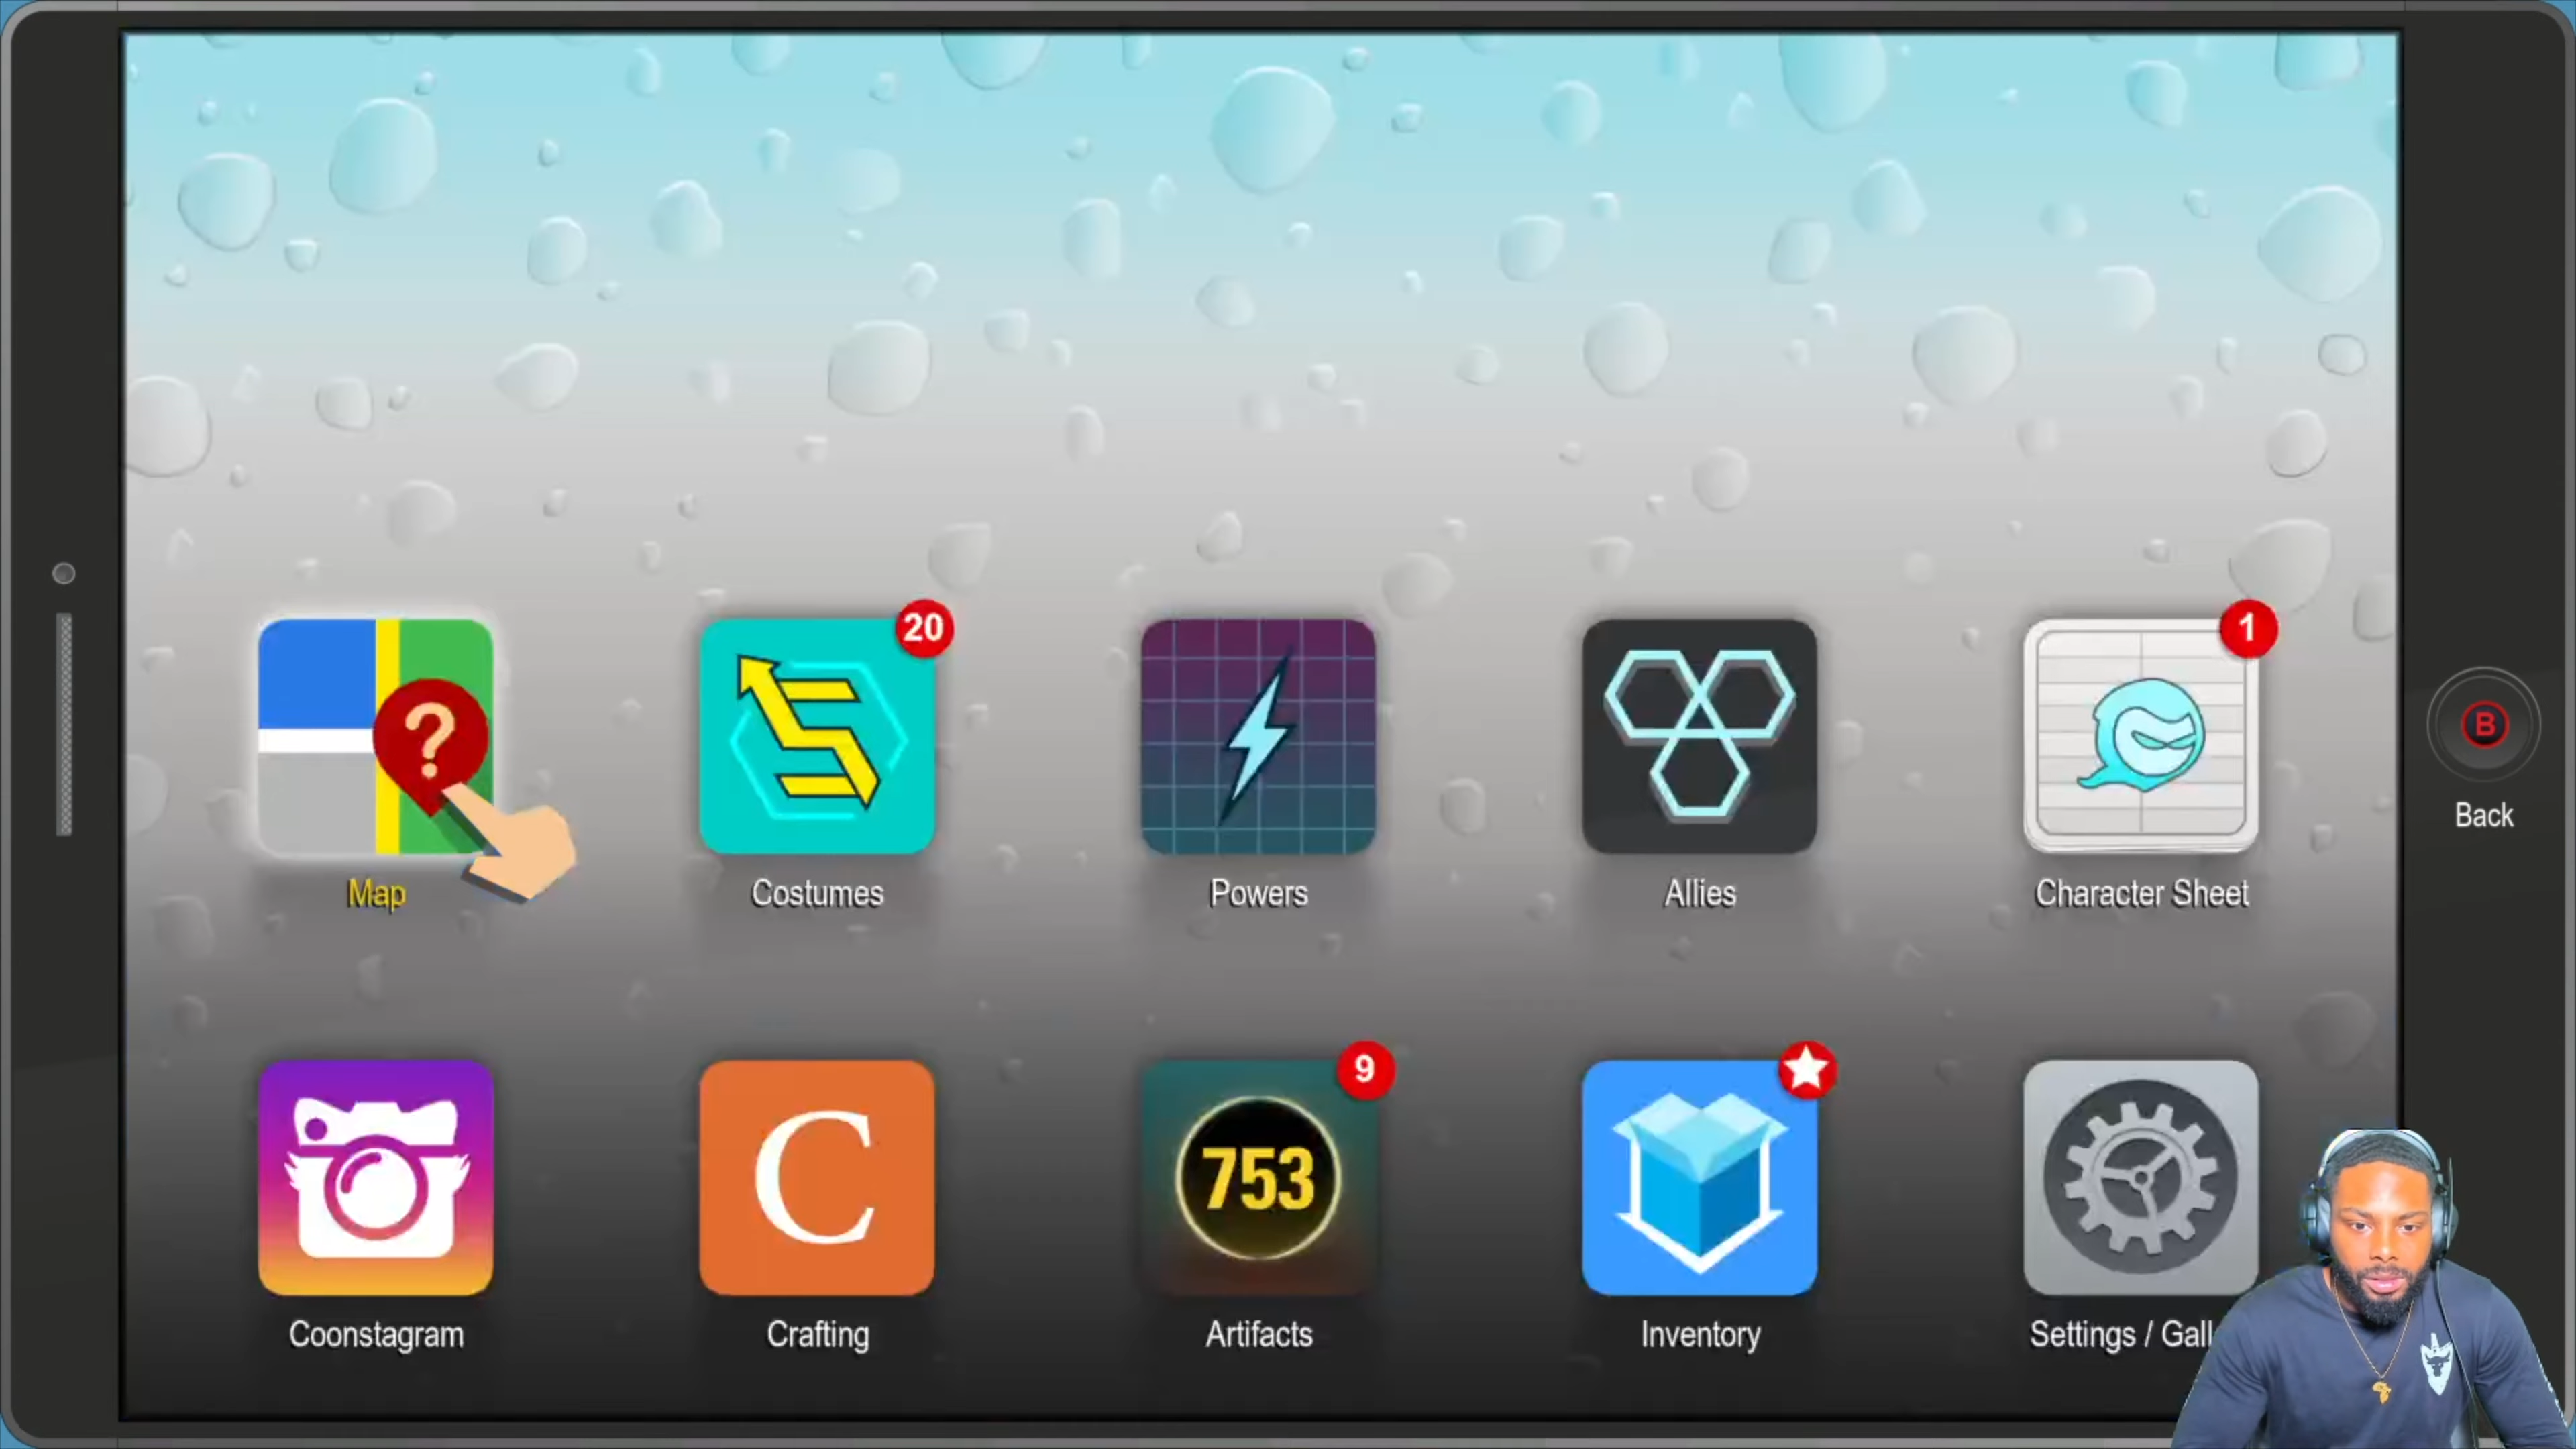 20
1
?
B
Back
Map
Costumes
Powers
Allies
Character Sheet
9
C
753
Coonstagram
Crafting
Artifacts
Inventory
Settings / Gall